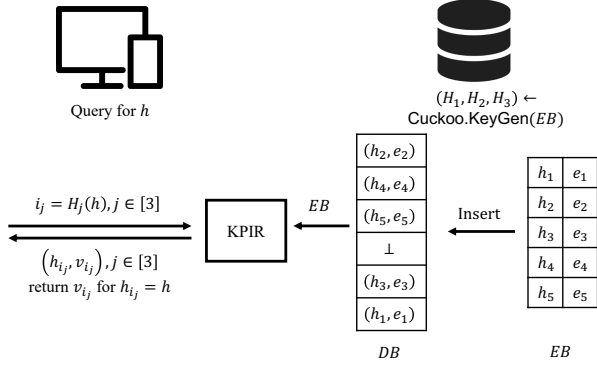 Query for h
(H₁, H₂, H₃) ←
Cuckoo.KeyGen(EB)
i_j = H_j(h), j ∈ [3]
(h_{i_j}, v_{i_j}), j ∈ [3]
return v_{i_j} for h_{i_j} = h
KPIR
EB
(h₂, e₂)
(h₄, e₄)
(h₅, e₅)
⊥
(h₃, e₃)
(h₁, e₁)
DB
Insert
h₁ e₁
h₂ e₂
h₃ e₃
h₄ e₄
h₅ e₅
EB